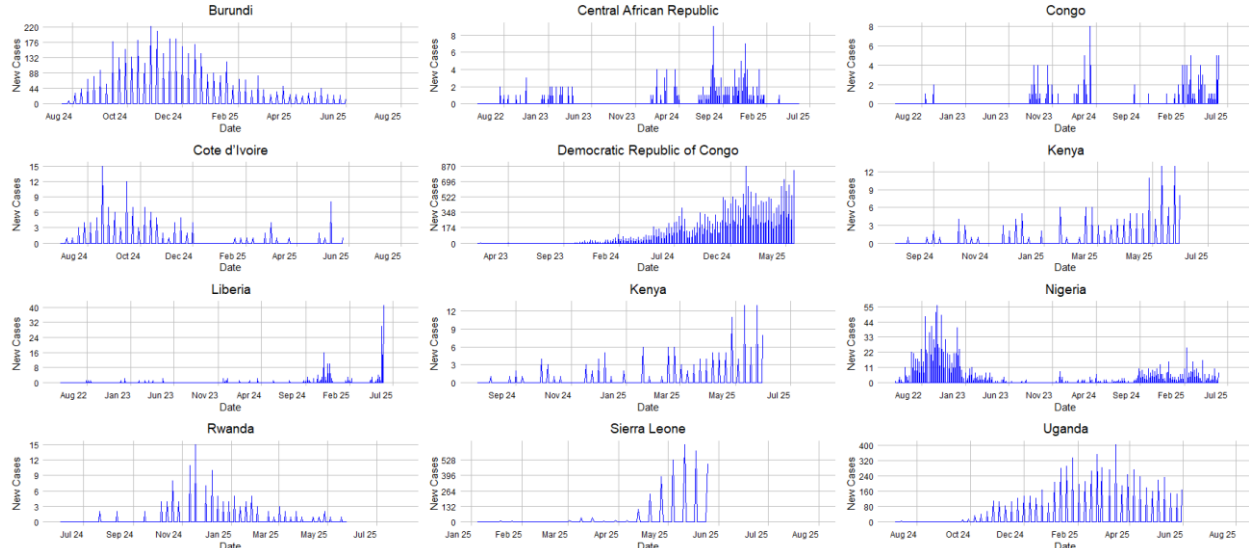 Burundi
New Cases
220
176
132
88
44
0
Aug 24 Oct 24 Dec 24 Feb 25 Apr 25 Jun 25 Aug 25
Date
Central African Republic
New Cases
8
6
4
2
0
Aug 22 Jan 23 Jun 23 Nov 23 Apr 24 Sep 24 Feb 25 Jul 25
Date
Congo
New Cases
8
6
4
2
0
Aug 22 Jan 23 Jun 23 Nov 23 Apr 24 Sep 24 Feb 25 Jul 25
Date
Cote d'Ivoire
New Cases
15
12
9
6
3
0
Aug 24 Oct 24 Dec 24 Feb 25 Apr 25 Jun 25 Aug 25
Date
Democratic Republic of Congo
New Cases
870
696
522
348
174
0
Apr 23 Sep 23 Feb 24 Jul 24 Dec 24 May 25
Date
Kenya
New Cases
12
9
6
3
0
Sep 24 Nov 24 Jan 25 Mar 25 May 25 Jul 25
Date
Liberia
New Cases
40
32
24
16
8
0
Aug 22 Jan 23 Jun 23 Nov 23 Apr 24 Sep 24 Feb 25 Jul 25
Date
Kenya
New Cases
12
9
6
3
0
Sep 24 Nov 24 Jan 25 Mar 25 May 25 Jul 25
Date
Nigeria
New Cases
55
44
33
22
11
0
Aug 22 Jan 23 Jun 23 Nov 23 Apr 24 Sep 24 Feb 25 Jul 25
Date
Rwanda
New Cases
15
12
9
6
3
0
Jul 24 Sep 24 Nov 24 Jan 25 Mar 25 May 25 Jul 25
Date
Sierra Leone
New Cases
528
396
264
132
0
Jan 25 Feb 25 Mar 25 Apr 25 May 25 Jun 25 Jul 25 Aug 25
Date
Uganda
New Cases
400
320
240
160
80
0
Aug 24 Oct 24 Dec 24 Feb 25 Apr 25 Jun 25 Aug 25
Date